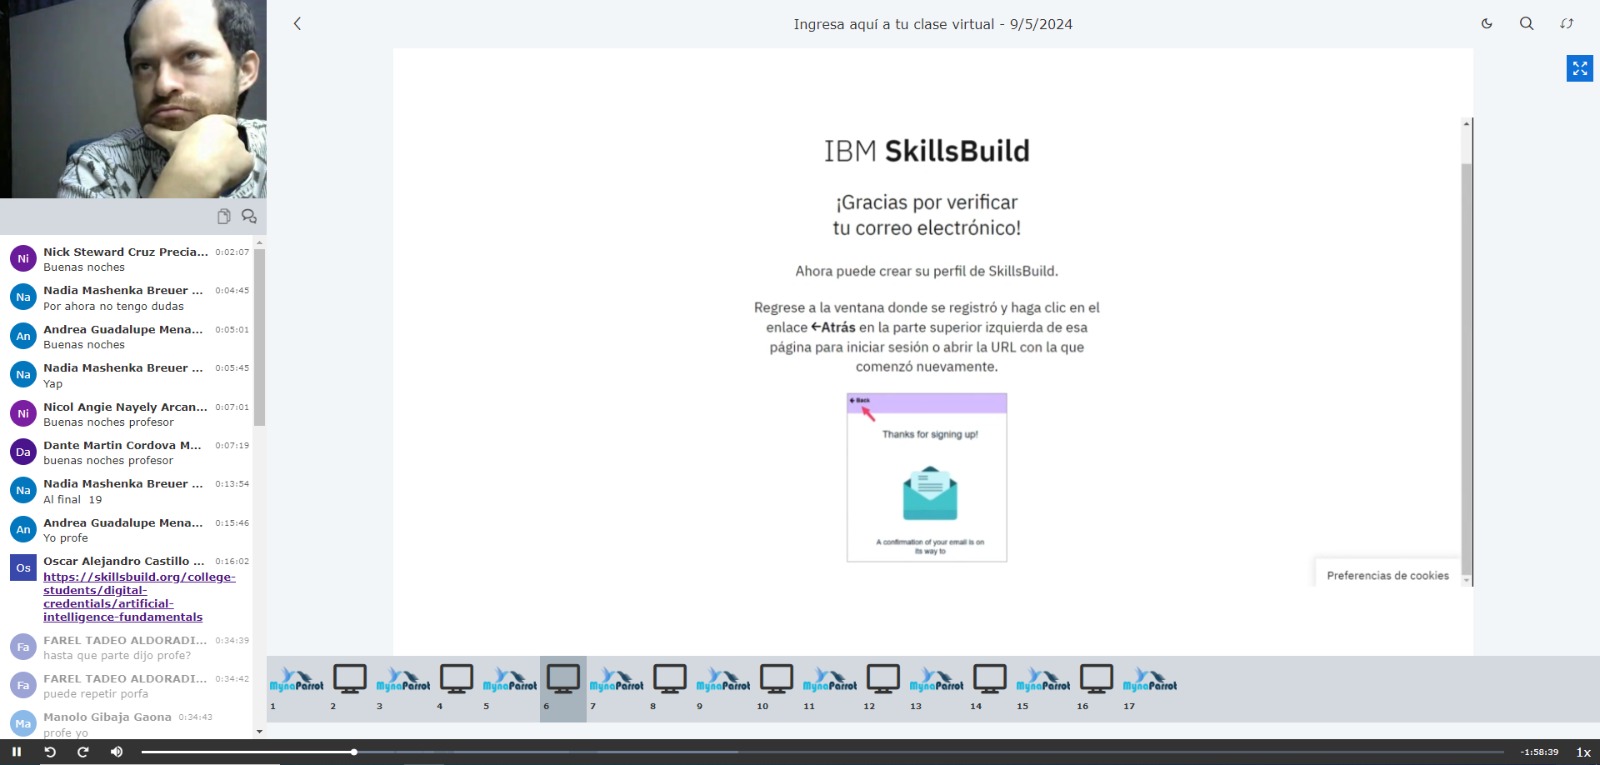 Ingresa aquí a tu clase virtual - 9/5/2024
Ni
Nick Steward Cruz Precia...
0:02:07
Buenas noches
Na
Nadia Mashenka Breuer ...
0:04:45
Por ahora no tengo dudas
An
Andrea Guadalupe Mena...
0:05:01
Buenas noches
Na
Nadia Mashenka Breuer ...
0:05:45
Yap
Ni
Nicol Angie Nayely Arcan...
0:07:01
Buenas noches profesor
Da
Dante Martin Cordova M...
0:07:19
buenas noches profesor
Na
Nadia Mashenka Breuer ...
0:13:54
Al final  19
An
Andrea Guadalupe Mena...
0:15:46
Yo profe
Os
Oscar Alejandro Castillo ...
0:16:02
https://skillsbuild.org/college-
students/digital-
credentials/artificial-
intelligence-fundamentals
Fa
FAREL TADEO ALDORADI...
0:34:39
hasta que parte dijo profe?
Fa
FAREL TADEO ALDORADI...
0:34:42
puede repetir porfa
Ma
Manolo Gibaja Gaona
0:34:43
profe yo
IBM SkillsBuild
¡Gracias por verificar
tu correo electrónico!
Ahora puede crear su perfil de SkillsBuild.
Regrese a la ventana donde se registró y haga clic en el
enlace ←Atrás en la parte superior izquierda de esa
página para iniciar sesión o abrir la URL con la que
comenzó nuevamente.
← Back
Thanks for signing up!
A confirmation of your email is on
its way to
Preferencias de cookies
MynaParrot
1
2
MynaParrot
3
4
MynaParrot
5
6
MynaParrot
7
8
MynaParrot
9
10
MynaParrot
11
12
MynaParrot
13
14
MynaParrot
15
16
MynaParrot
17
-1:58:39
1x